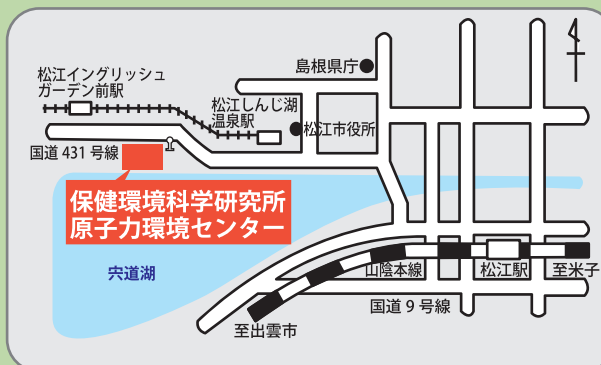 島根県庁
松江イングリッシュ
ガーデン前駅
松江しんじ湖
温泉駅
松江市役所
国道 431 号線
保健環境科学研究所
原子力環境センター
宍道湖
山陰本線
松江駅
至米子
国道 9 号線
至出雲市